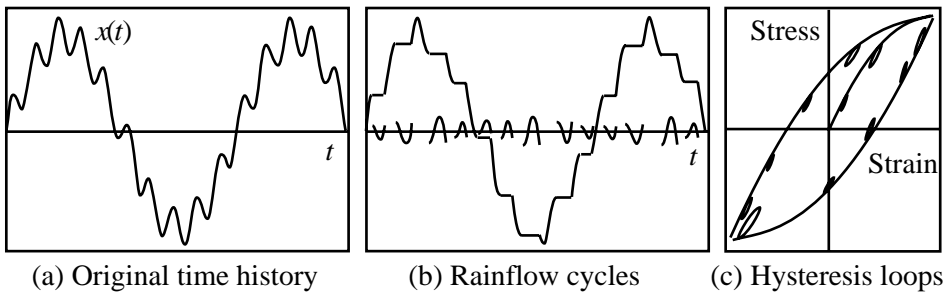 x(t)
t
(a) Original time history
t
(b) Rainflow cycles
Stress
Strain
(c) Hysteresis loops